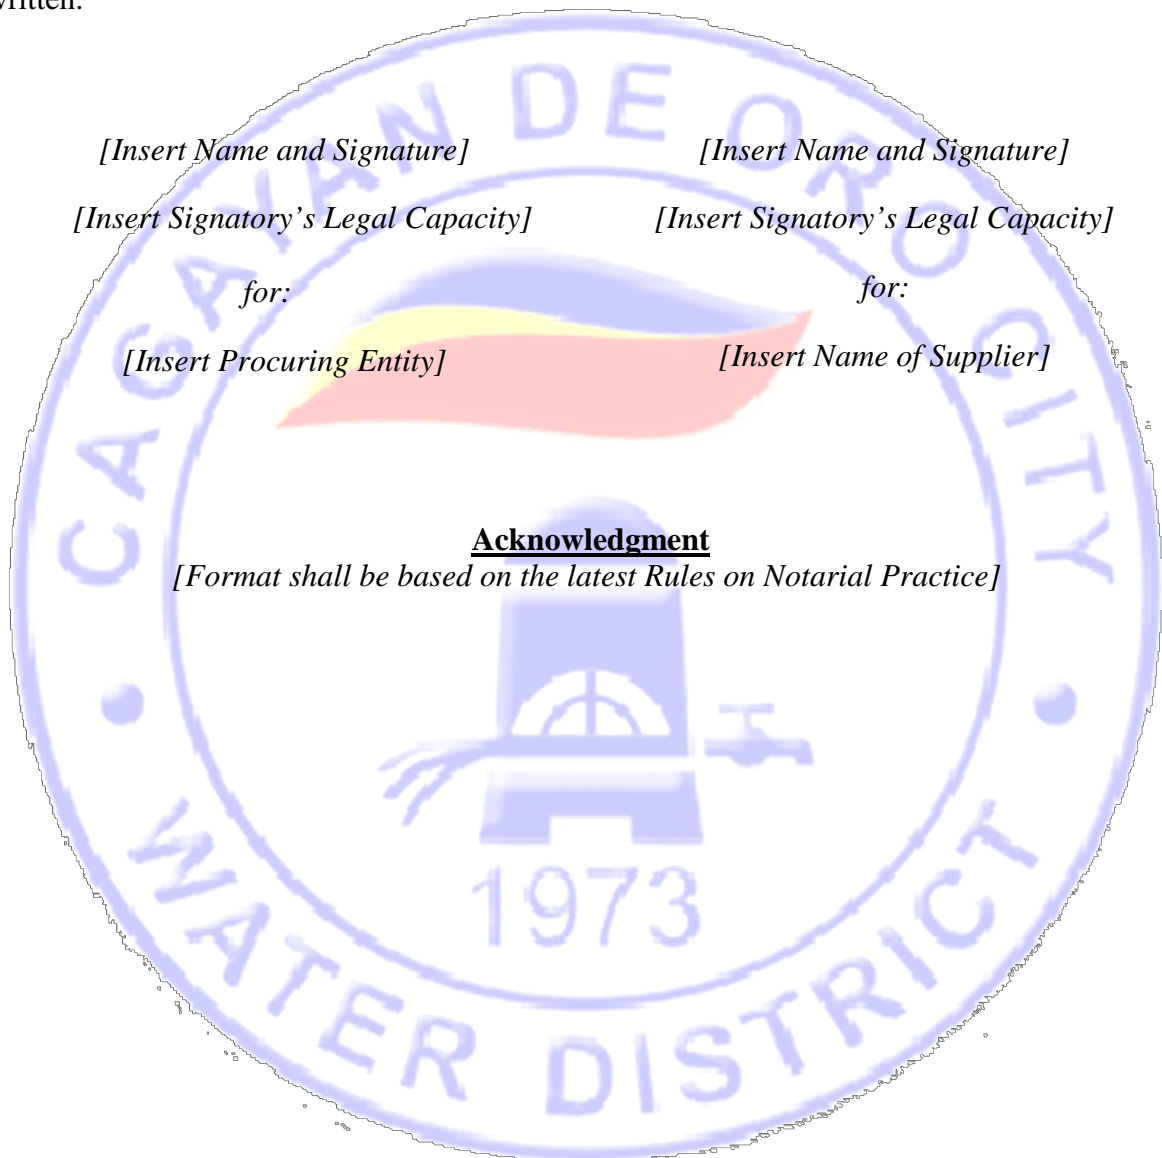 [Insert Name and Signature] [Insert Name and Signature]
[Insert Signatory’s Legal Capacity] [Insert Signatory’s Legal Capacity]
for: for:
[Insert Procuring Entity] [Insert Name of Supplier]
Acknowledgment
[Format shall be based on the latest Rules on Notarial Practice]
CAGAYAN DE ORO CITY
1973
WATER DISTRICT